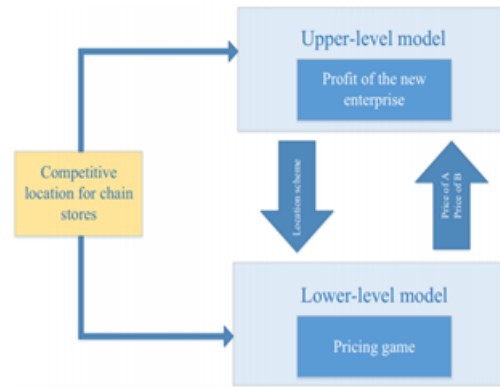 Upper-level model
Profit of the new
enterprise
Competitive
location for chain
stores
Location scheme
Price of A
Price of B
Lower-level model
Pricing game